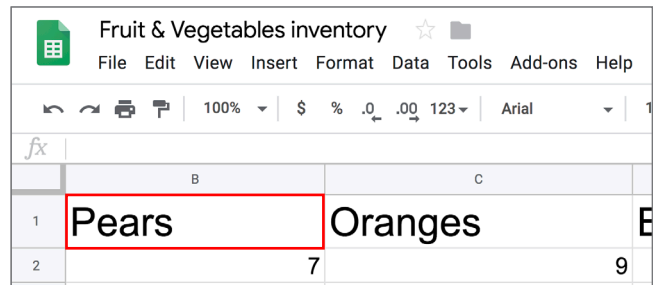 Fruit & Vegetables inventory
File Edit View Insert Format Data Tools Add-ons Help
100% $ % .0 .00 123 Arial 1
fx
B C
1 Pears Oranges
2 7 9